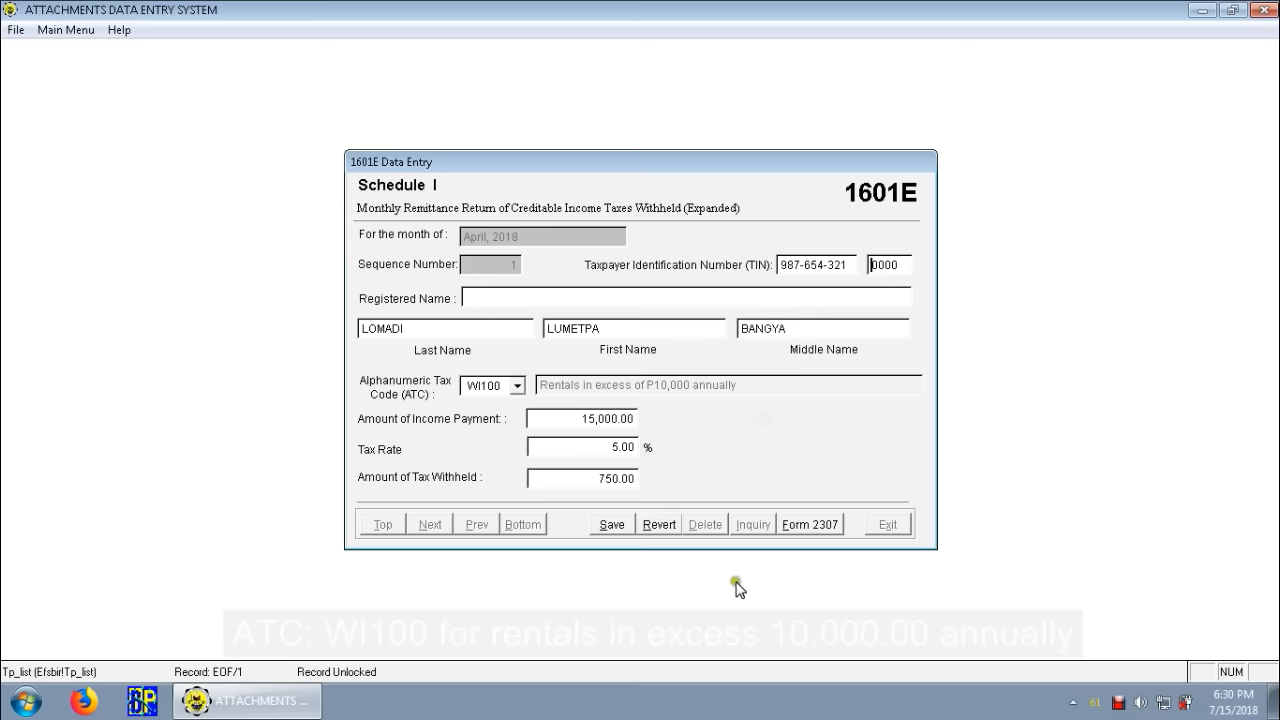 ATTACHMENTS DATA ENTRY SYSTEM
File Main Menu Help
1601E Data Entry
Schedule I
1601E
Monthly Remittance Return of Creditable Income Taxes Withheld (Expanded)
For the month of : April, 2018
Sequence Number: 1 Taxpayer Identification Number (TIN): 987-654-321 0000
Registered Name :
LOMADI LUMETPA BANGYA
Last Name First Name Middle Name
Alphanumeric Tax Code (ATC) : WI100 Rentals in excess of P10,000 annually
Amount of Income Payment: : 15,000.00
Tax Rate 5.00 %
Amount of Tax Withheld : 750.00
Top Next Prev Bottom Save Revert Delete Inquiry Form 2307 Exit
ATC: WI100 for rentals in excess 10,000.00 annually
Tp_list (Efsbir!Tp_list) Record: EOF/1 Record Unlocked NUM
ATTACHMENTS ... 61 6:30 PM
7/15/2018